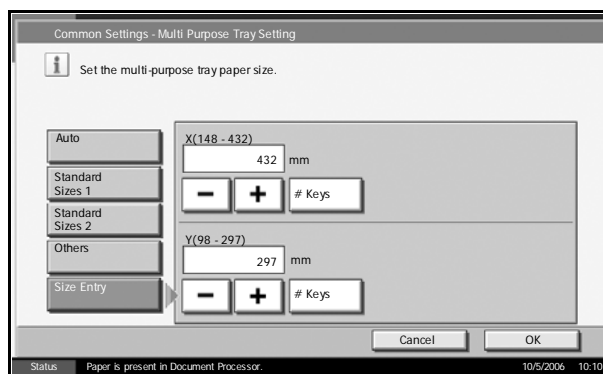 Common Settings - Multi Purpose Tray Setting
Set the multi-purpose tray paper size.
Auto
Standard
Sizes 1
Standard
Sizes 2
Others
Size Entry
X(148 - 432)
432 mm
− + # Keys
Y(98 - 297)
297 mm
− + # Keys
Cancel OK
Status Paper is present in Document Processor. 10/5/2006 10:10